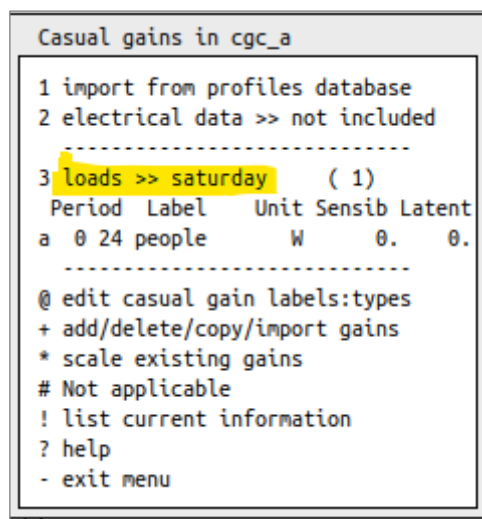 Casual gains in cgc_a
1 import from profiles database
2 electrical data >> not included
-----------------------------
3 loads >> saturday ( 1)
Period Label Unit Sensib Latent
a 0 24 people W 0. 0.
-----------------------------
@ edit casual gain labels:types
+ add/delete/copy/import gains
* scale existing gains
# Not applicable
! list current information
? help
- exit menu